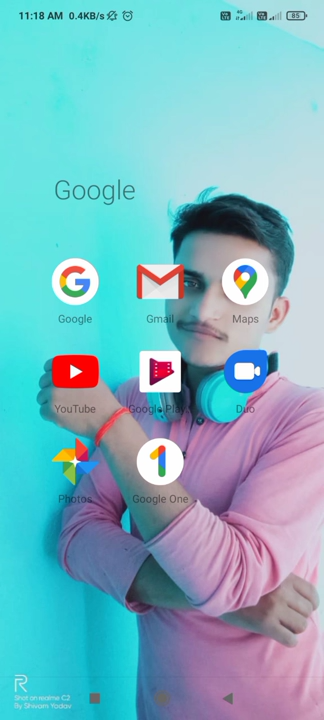 11:18 AM 0.4KB/s
85
Google
Google
Gmail
Maps
YouTube
Google Play
Duo
Photos
Google One
Shot on realme C2
By Shivam Yadav